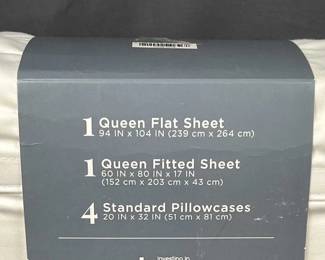 1 Queen Flat Sheet
94 IN x 104 IN (239 cm x 264 cm)
1 Queen Fitted Sheet
60 IN x 80 IN x 17 IN
(152 cm x 203 cm x 43 cm)
4 Standard Pillowcases
20 IN x 32 IN (51 cm x 81 cm)
Investing in